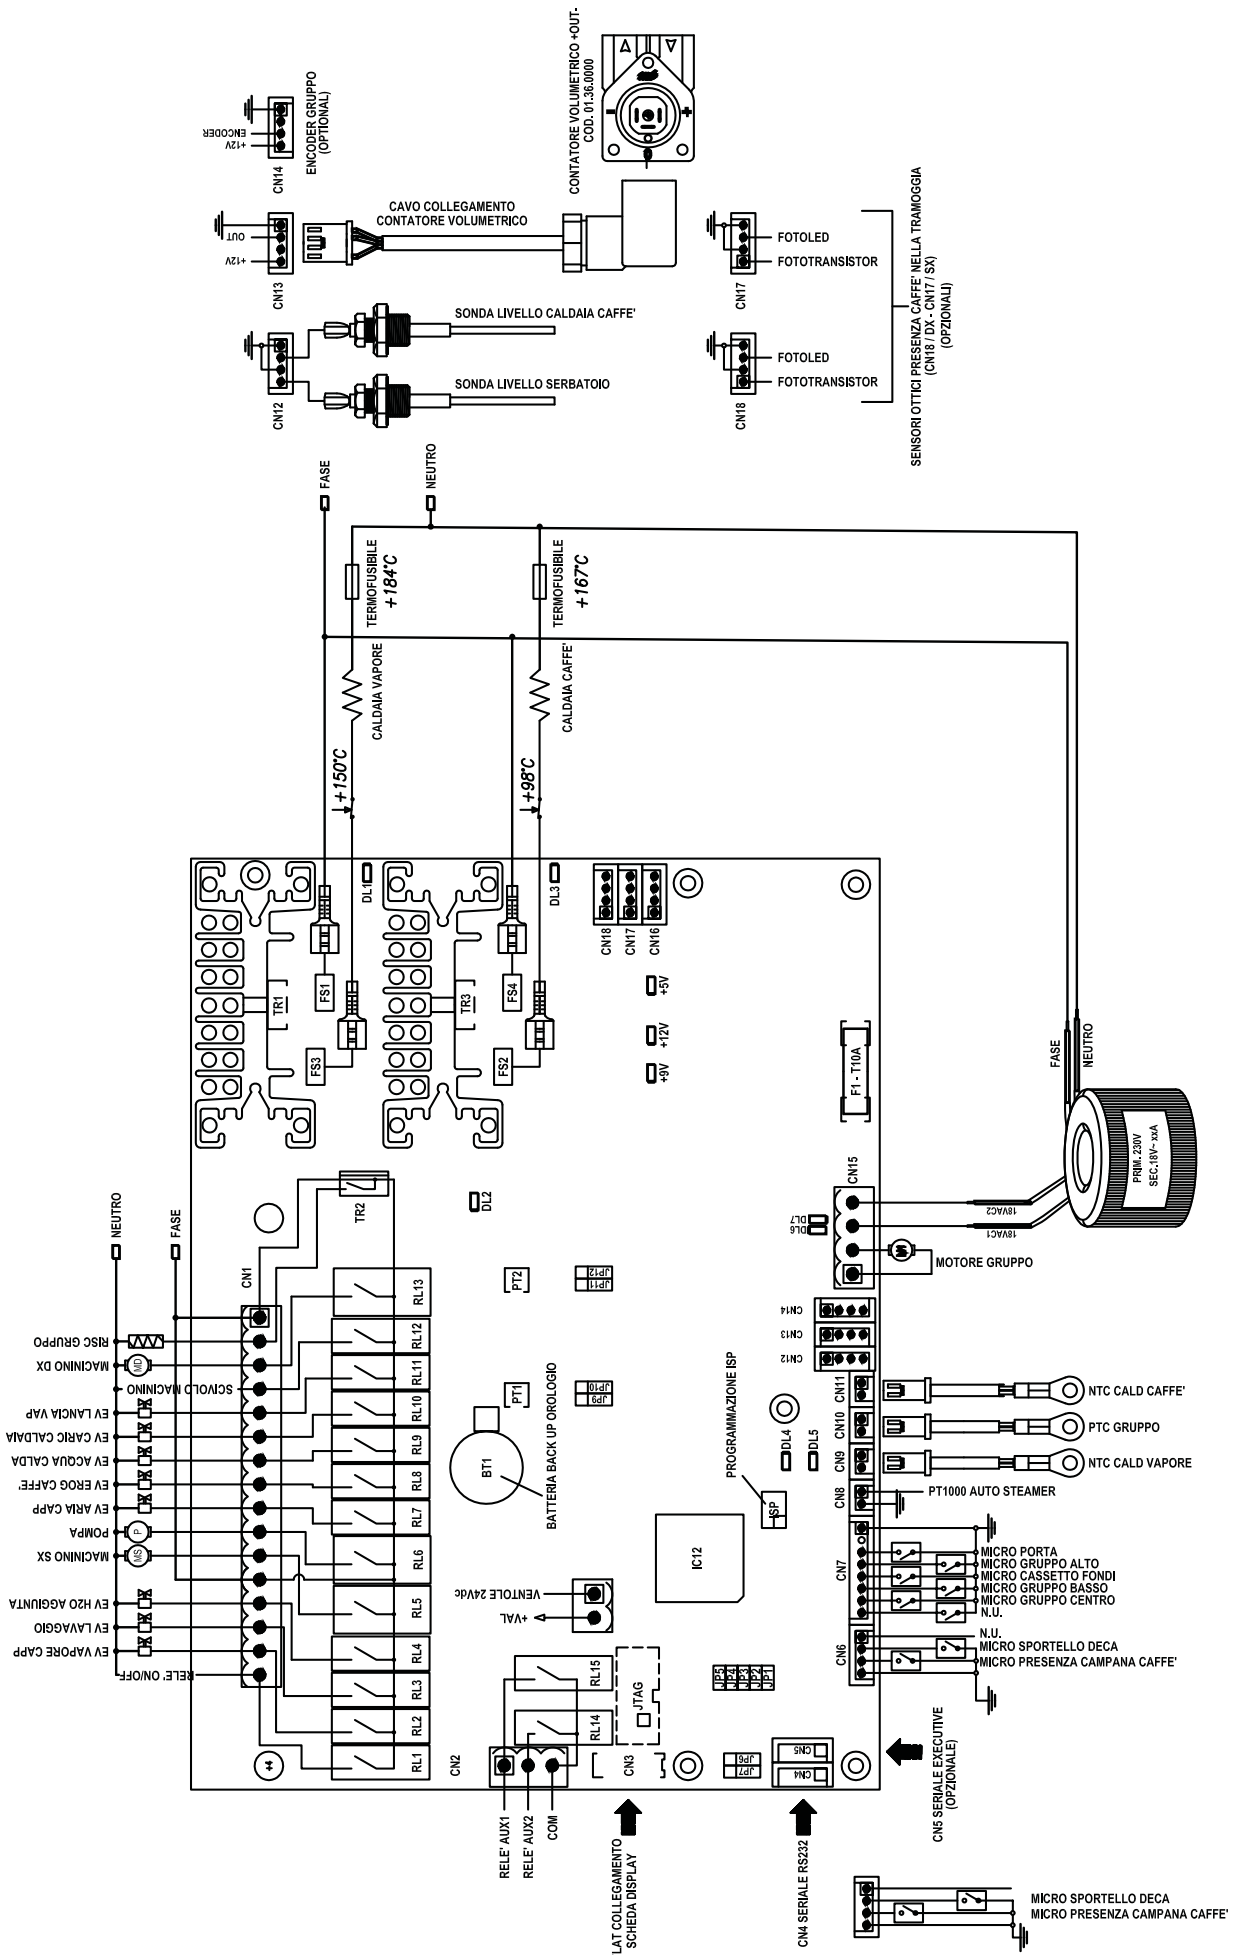 ENCODER GRUPPO
(OPTIONAL)
+12V
ENCODER
CN14
CONTATORE VOLUMETRICO +OUT-
COD. 01.36.0000
CAVO COLLEGAMENTO
CONTATORE VOLUMETRICO
+12V
OUT
CN13
SONDA LIVELLO CALDAIA CAFFE'
SONDA LIVELLO SERBATOIO
CN12
FOTOLED
FOTOTRANSISTOR
CN17
FOTOLED
FOTOTRANSISTOR
CN18
SENSORI OTTICI PRESENZA CAFFE' NELLA TRAMOGGIA
(CN18 / DX - CN17 / SX)
(OPZIONALI)
FASE
NEUTRO
TERMOFUSIBILE
+184°C
TERMOFUSIBILE
+167°C
CALDAIA VAPORE
CALDAIA CAFFE'
+150°C
+98°C
DL1
DL3
TR1
FS1
FS3
TR3
FS4
FS2
CN18
CN17
CN16
+5V
+12V
+9V
F1 - T10A
FASE
NEUTRO
PRIM. 230V
SEC.18V~ xxA
18VAC2
18VAC1
CN15
DL7
DL6
M
MOTORE GRUPPO
NEUTRO
FASE
CN1
TR2
DL2
RISC GRUPPO
MACININO DX
MD
SCIVOLO MACININO
EV LANCIA VAP
EV CARIC CALDAIA
EV ACQUA CALDA
EV EROG CAFFE'
EV ARIA CAPP
POMPA
P
MACININO SX
MS
EV H2O AGGIUNTA
EV LAVAGGIO
EV VAPORE CAPP
RELE' ON/OFF
RL13
RL12
RL11
RL10
RL9
RL8
RL7
RL6
RL5
RL4
RL3
RL2
RL1
PT2
JP12
JP11
PT1
JP10
JP9
BT1
BATTERIA BACK UP OROLOGIO
PROGRAMMAZIONE ISP
ISP
IC12
DL4
DL5
CN14
CN13
CN12
CN11
CN10
CN9
CN8
CN7
CN6
NTC CALD CAFFE'
PTC GRUPPO
NTC CALD VAPORE
PT1000 AUTO STEAMER
MICRO PORTA
MICRO GRUPPO ALTO
MICRO CASSETTO FONDI
MICRO GRUPPO BASSO
MICRO GRUPPO CENTRO
N.U.
N.U.
MICRO SPORTELLO DECA
MICRO PRESENZA CAMPANA CAFFE'
VENTOLE 24Vdc
+VAL
RL15
RL14
JTAG
JP5
JP4
JP3
JP2
JP1
CN2
CN3
JP6
JP7
CN5
CN4
RELE' AUX1
RELE' AUX2
COM
LAT COLLEGAMENTO
SCHEDA DISPLAY
CN4 SERIALE RS232
CN5 SERIALE EXECUTIVE
(OPZIONALE)
MICRO SPORTELLO DECA
MICRO PRESENZA CAMPANA CAFFE'